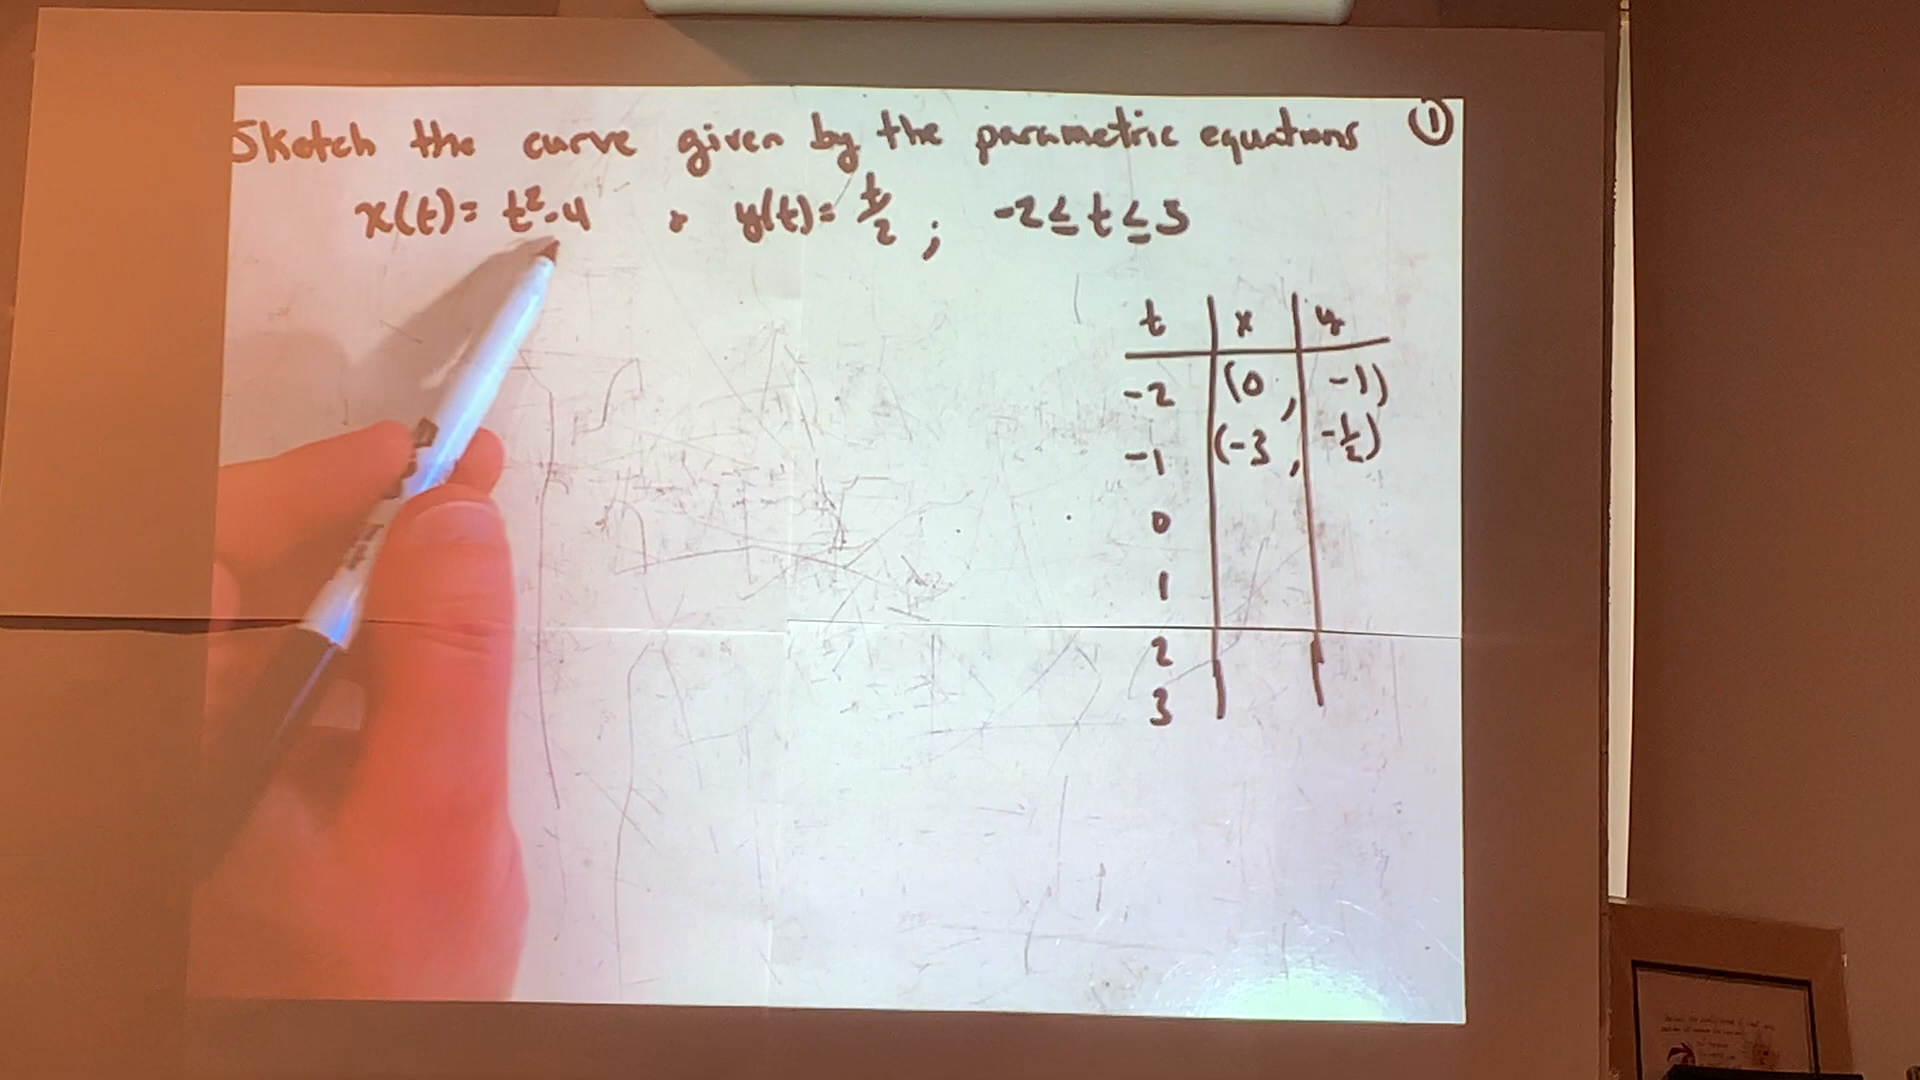 Sketch the curve given by the parametric equations ①
x(t) = t²-4 & y(t) = t/2 ; -2 ≤ t ≤ 3
t | x | y
-2 | (0 , | -1)
-1 | (-3 , | -1/2)
0
1
2
3